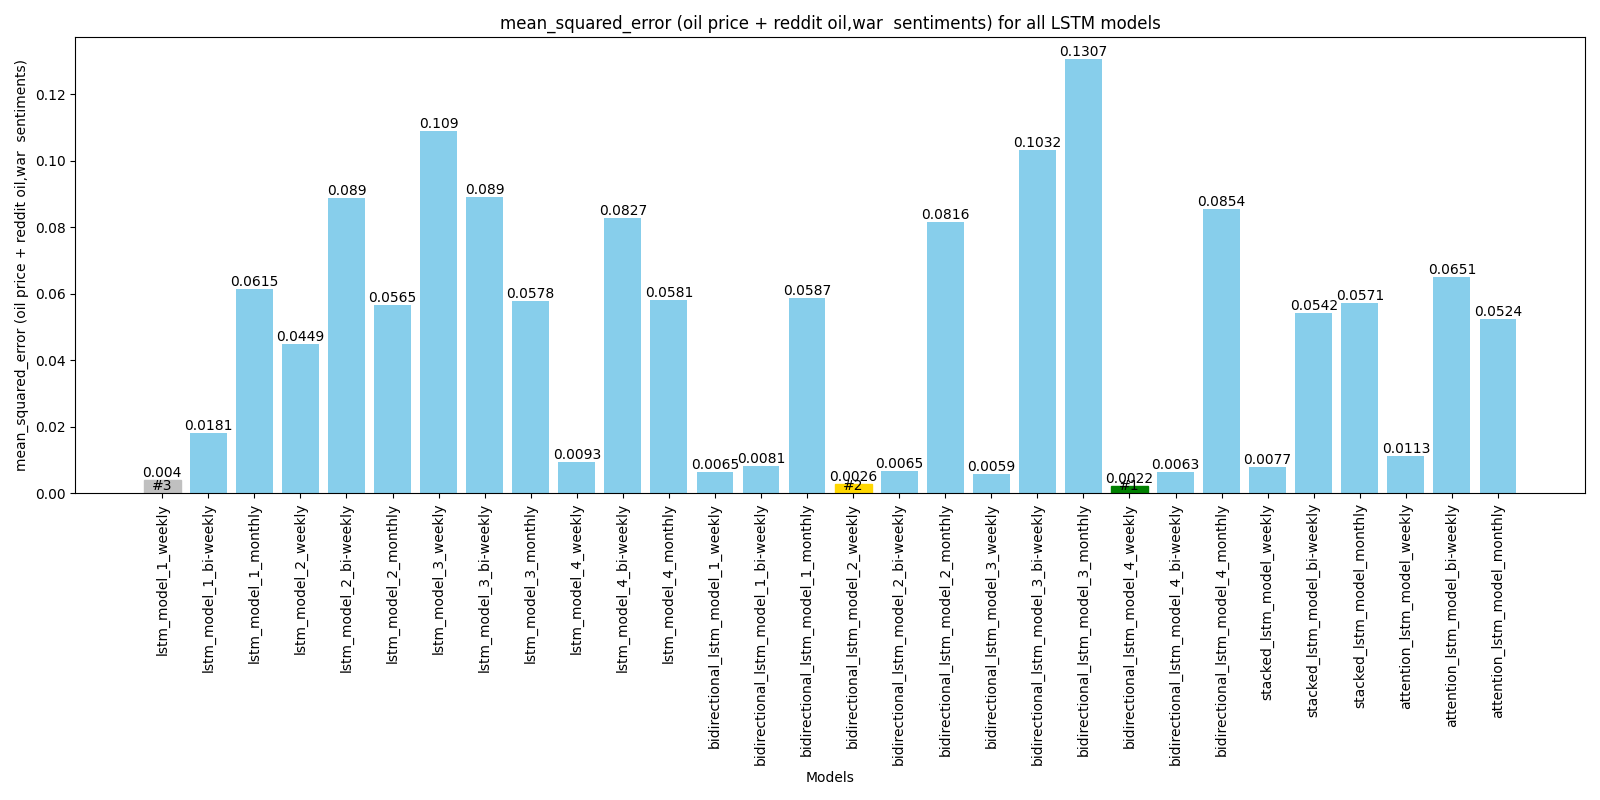 mean_squared_error (oil price + reddit oil,war  sentiments) for all LSTM models
mean_squared_error (oil price + reddit oil,war  sentiments)
0.12
0.10
0.08
0.06
0.04
0.02
0.00
0.004
#3
0.0181
0.0615
0.0449
0.089
0.0565
0.109
0.089
0.0578
0.0093
0.0827
0.0581
0.0065
0.0081
0.0587
0.0026
#2
0.0065
0.0816
0.0059
0.1032
0.1307
0.0022
#1
0.0063
0.0854
0.0077
0.0542
0.0571
0.0113
0.0651
0.0524
lstm_model_1_weekly
lstm_model_1_bi-weekly
lstm_model_1_monthly
lstm_model_2_weekly
lstm_model_2_bi-weekly
lstm_model_2_monthly
lstm_model_3_weekly
lstm_model_3_bi-weekly
lstm_model_3_monthly
lstm_model_4_weekly
lstm_model_4_bi-weekly
lstm_model_4_monthly
bidirectional_lstm_model_1_weekly
bidirectional_lstm_model_1_bi-weekly
bidirectional_lstm_model_1_monthly
bidirectional_lstm_model_2_weekly
bidirectional_lstm_model_2_bi-weekly
bidirectional_lstm_model_2_monthly
bidirectional_lstm_model_3_weekly
bidirectional_lstm_model_3_bi-weekly
bidirectional_lstm_model_3_monthly
bidirectional_lstm_model_4_weekly
bidirectional_lstm_model_4_bi-weekly
bidirectional_lstm_model_4_monthly
stacked_lstm_model_weekly
stacked_lstm_model_bi-weekly
stacked_lstm_model_monthly
attention_lstm_model_weekly
attention_lstm_model_bi-weekly
attention_lstm_model_monthly
Models